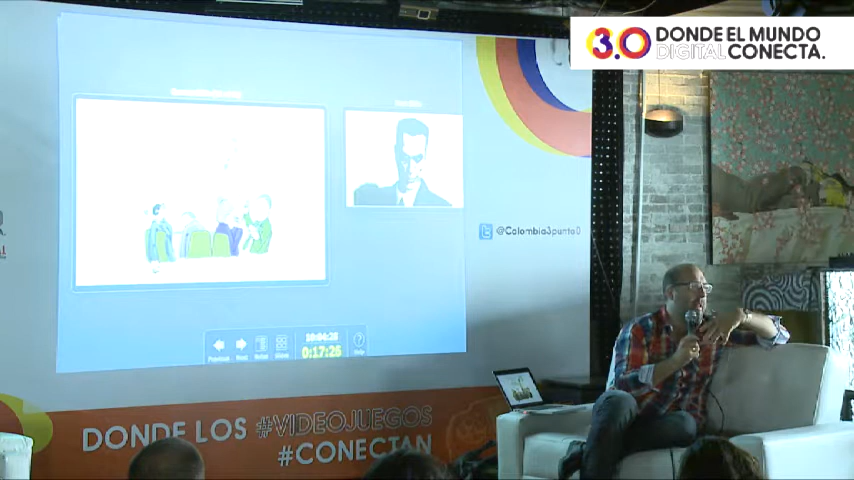 3.0 DONDE EL MUNDO
DIGITAL CONECTA.
@Colombia3punto0
0:17:25
DONDE LOS #VIDEOJUEGOS
#CONECTAN